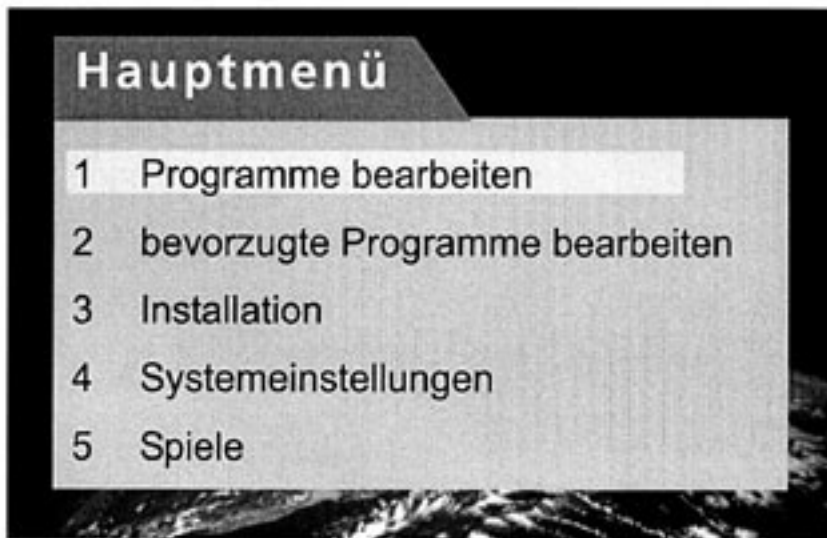 Hauptmenü
1 Programme bearbeiten
2 bevorzugte Programme bearbeiten
3 Installation
4 Systemeinstellungen
5 Spiele